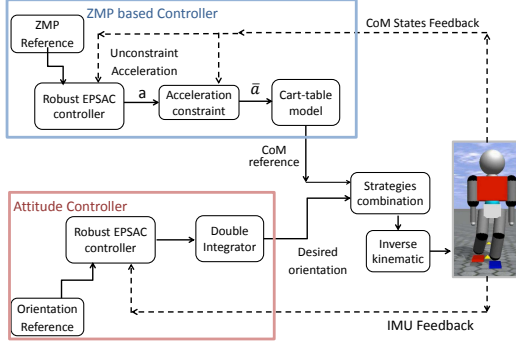 ZMP based Controller
ZMP
Reference
CoM States Feedback
Unconstraint
Acceleration
Robust EPSAC
controller
a
Acceleration
constraint
a̅
Cart-table
model
CoM
reference
Strategies
combination
Attitude Controller
Robust EPSAC
controller
Double
Integrator
Desired
orientation
Inverse
kinematic
Orientation
Reference
IMU Feedback